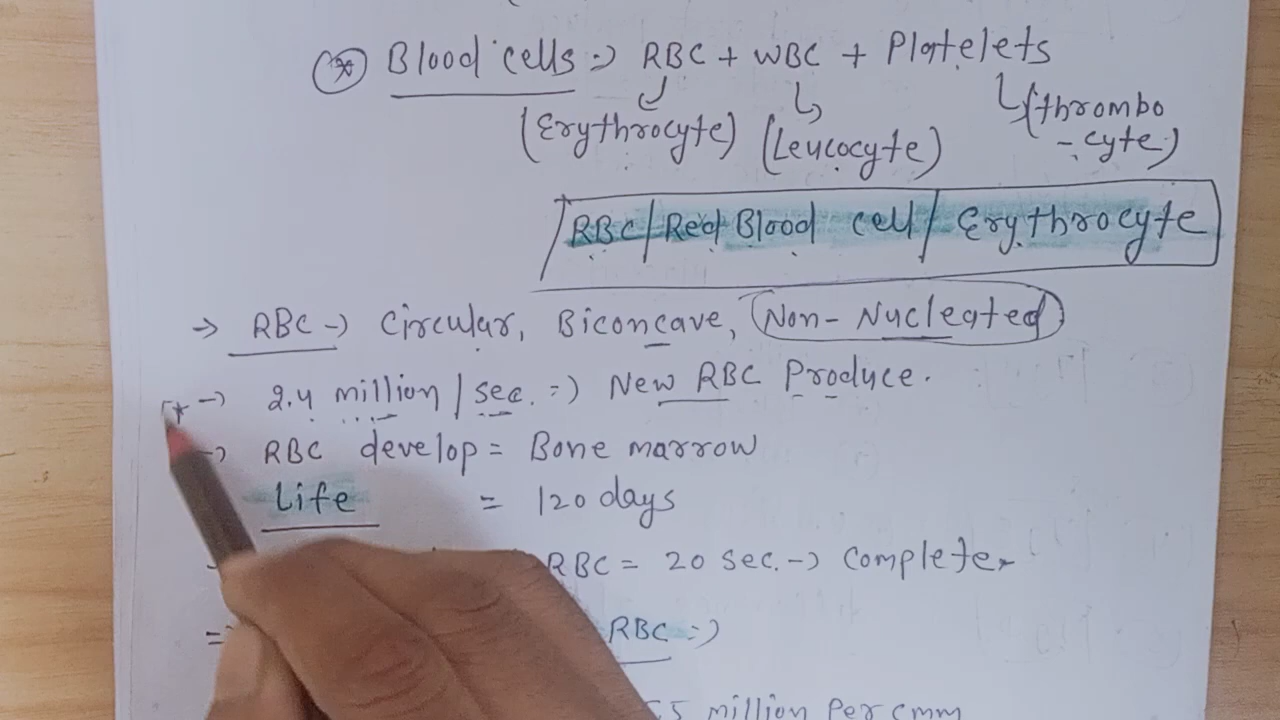 (*) Blood cells => RBC + WBC + Platelets
(Erythrocyte) (Leucocyte) (thrombo
-cyte)
RBC/Red Blood cell/Erythrocyte
→ RBC → Circular, Biconcave, Non-Nucleated
*→ 2.4 million/sec. => New RBC Produce.
→ RBC develop = Bone marrow
Life = 120 days
RBC = 20 sec. → Complete
RBC =>
million Per cmm